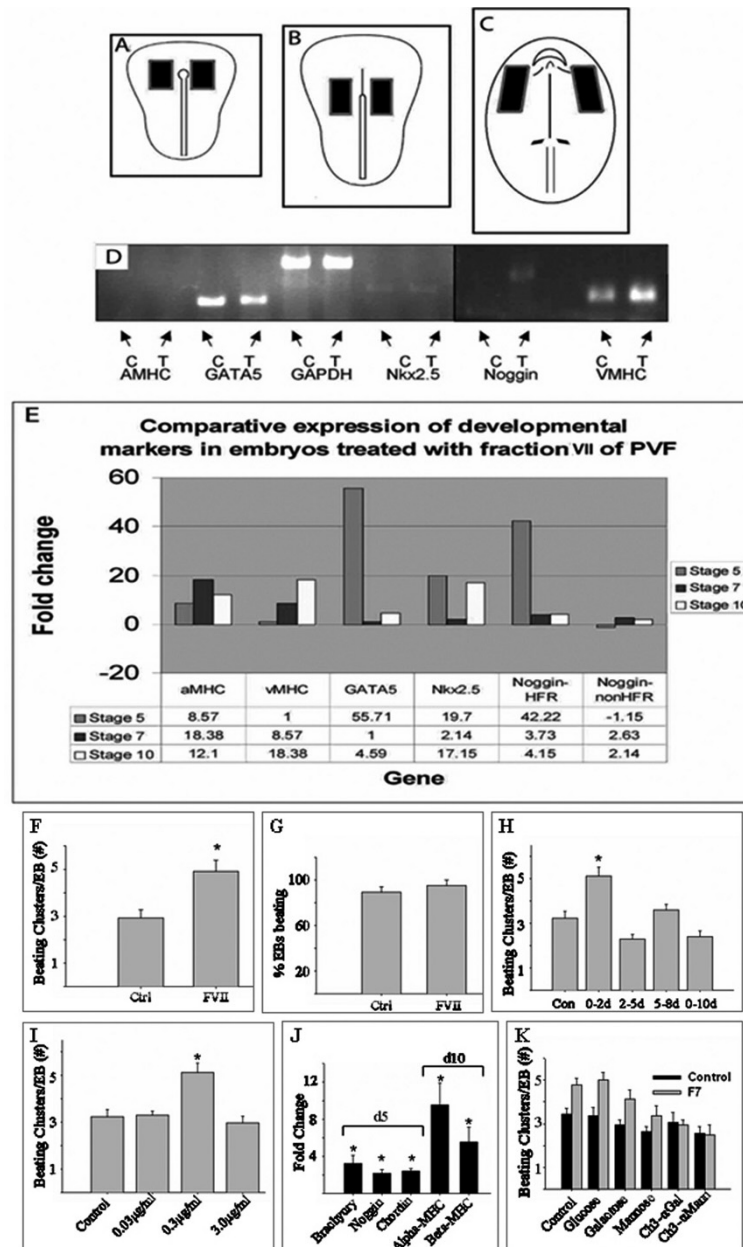 A
B
C
D
C T C T C T C T C T C T
AMHC GATA5 GAPDH Nkx2.5 Noggin VMHC
E
Comparative expression of developmental
markers in embryos treated with fraction VII of PVF
Fold change
60
40
20
0
-20
Stage 5
Stage 7
Stage 10
aMHC vMHC GATA5 Nkx2.5 Noggin-HFR Noggin-nonHFR
Stage 5 8.57 1 55.71 19.7 42.22 -1.15
Stage 7 18.38 8.57 1 2.14 3.73 2.63
Stage 10 12.1 18.38 4.59 17.15 4.15 2.14
Gene
F
Beating Clusters/EB (#)
5
3
1
*
Ctrl FVII
G
% EBs beating
100
60
20
Ctrl FVII
H
Beating Clusters/EB (#)
5
3
1
*
Con 0-2d 2-5d 5-8d 0-10d
I
Beating Clusters/EB (#)
5
3
1
*
Control 0.03µg/ml 0.3µg/ml 3.0µg/ml
J
Fold Change
12
8
4
d5
d10
* * * * *
Brachyury Noggin Chordin Alpha-MHC Beta-MHC
K
Beating Clusters/EB (#)
5
3
1
Control
F7
Control Glucose Galactose Mannose Ch3-αGal Ch3-αMann